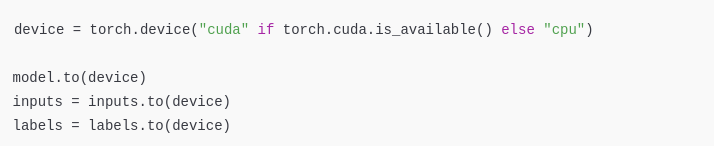 device = torch.device("cuda" if torch.cuda.is_available() else "cpu")
model.to(device)
inputs = inputs.to(device)
labels = labels.to(device)